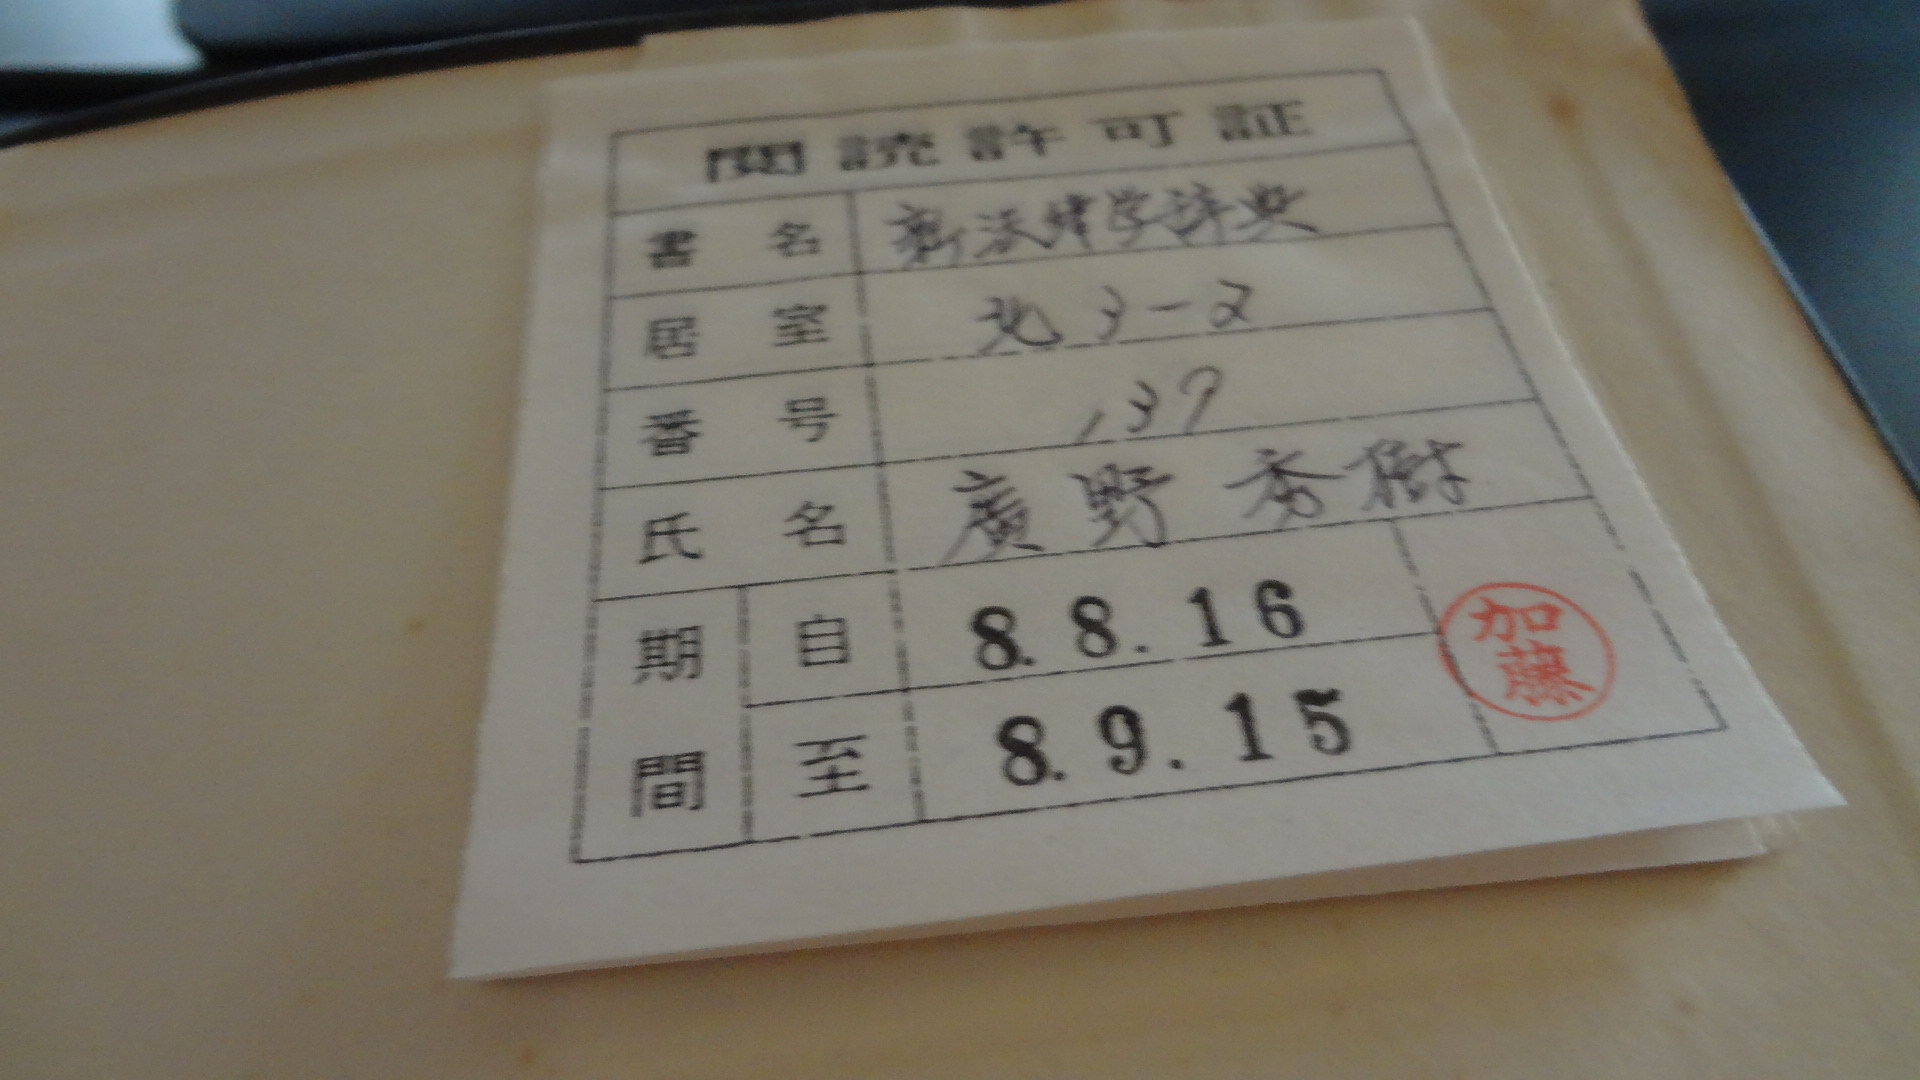 閲読許可証
書名 新法律学辞典
居室 北3-2
番号 137
氏名 廣野秀樹
期間 自 8.8.16
至 8.9.15
加藤